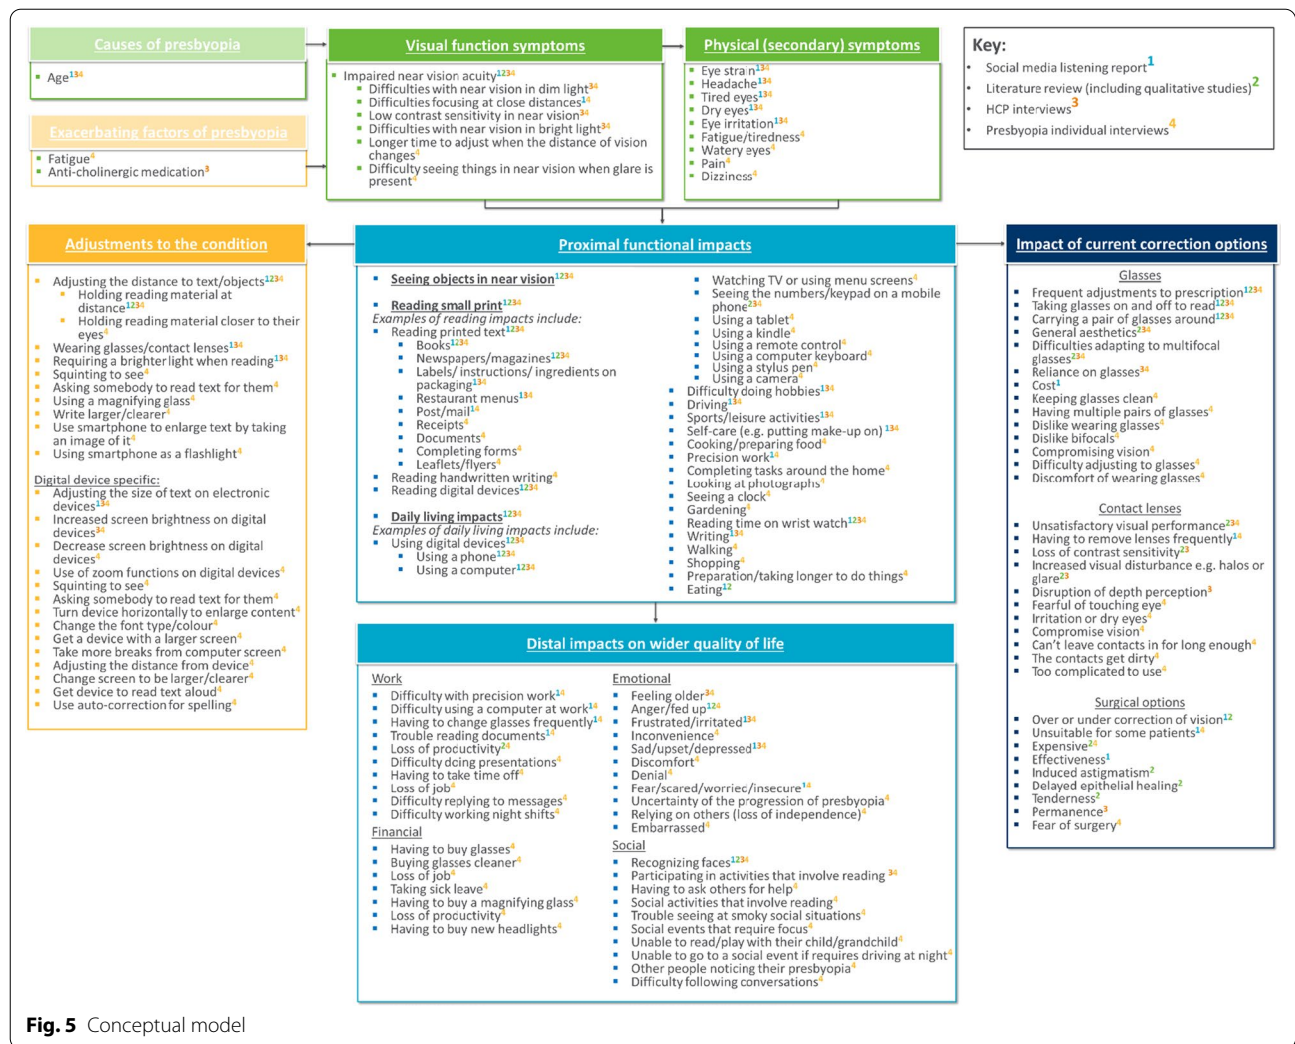 Causes of presbyopia
Age134
Exacerbating factors of presbyopia
Fatigue4
Anti-cholinergic medication3
Visual function symptoms
Impaired near vision acuity1234
Difficulties with near vision in dim light34
Difficulties focusing at close distances14
Low contrast sensitivity in near vision34
Difficulties with near vision in bright light34
Longer time to adjust when the distance of vision
changes4
Difficulty seeing things in near vision when glare is
present4
Physical (secondary) symptoms
Eye strain134
Headache134
Tired eyes134
Dry eyes134
Eye irritation134
Fatigue/tiredness4
Watery eyes4
Pain4
Dizziness4
Key:
Social media listening report1
Literature review (including qualitative studies)2
HCP interviews3
Presbyopia individual interviews4
Adjustments to the condition
Adjusting the distance to text/objects1234
Holding reading material at
distance1234
Holding reading material closer to their
eyes4
Wearing glasses/contact lenses134
Requiring a brighter light when reading134
Squinting to see4
Asking somebody to read text for them4
Using a magnifying glass4
Write larger/clearer4
Use smartphone to enlarge text by taking
an image of it4
Using smartphone as a flashlight4
Digital device specific:
Adjusting the size of text on electronic
devices134
Increased screen brightness on digital
devices34
Decrease screen brightness on digital
devices4
Use of zoom functions on digital devices4
Squinting to see4
Asking somebody to read text for them4
Turn device horizontally to enlarge content4
Change the font type/colour4
Get a device with a larger screen4
Take more breaks from computer screen4
Adjusting the distance from device4
Change screen to be larger/clearer4
Get device to read text aloud4
Use auto-correction for spelling4
Proximal functional impacts
Seeing objects in near vision1234
Reading small print1234
Examples of reading impacts include:
Reading printed text1234
Books1234
Newspapers/magazines1234
Labels/ instructions/ ingredients on
packaging134
Restaurant menus134
Post/mail14
Receipts4
Documents4
Completing forms4
Leaflets/flyers4
Reading handwritten writing4
Reading digital devices1234
Daily living impacts1234
Examples of daily living impacts include:
Using digital devices1234
Using a phone1234
Using a computer1234
Watching TV or using menu screens4
Seeing the numbers/keypad on a mobile
phone234
Using a tablet4
Using a kindle4
Using a remote control4
Using a computer keyboard4
Using a stylus pen4
Using a camera4
Difficulty doing hobbies134
Driving134
Sports/leisure activities134
Self-care (e.g. putting make-up on) 134
Cooking/preparing food4
Precision work14
Completing tasks around the home4
Looking at photographs4
Seeing a clock4
Gardening4
Reading time on wrist watch1234
Writing134
Walking4
Shopping4
Preparation/taking longer to do things4
Eating12
Impact of current correction options
Glasses
Frequent adjustments to prescription1234
Taking glasses on and off to read1234
Carrying a pair of glasses around1234
General aesthetics234
Difficulties adapting to multifocal
glasses234
Reliance on glasses34
Cost1
Keeping glasses clean4
Having multiple pairs of glasses4
Dislike wearing glasses4
Dislike bifocals4
Compromising vision4
Difficulty adjusting to glasses4
Discomfort of wearing glasses4
Contact lenses
Unsatisfactory visual performance234
Having to remove lenses frequently14
Loss of contrast sensitivity23
Increased visual disturbance e.g. halos or
glare23
Disruption of depth perception3
Fearful of touching eye4
Irritation or dry eyes4
Compromise vision4
Can't leave contacts in for long enough4
The contacts get dirty4
Too complicated to use4
Surgical options
Over or under correction of vision12
Unsuitable for some patients14
Expensive24
Effectiveness1
Induced astigmatism2
Delayed epithelial healing2
Tenderness2
Permanence3
Fear of surgery4
Distal impacts on wider quality of life
Work
Difficulty with precision work14
Difficulty using a computer at work14
Having to change glasses frequently14
Trouble reading documents14
Loss of productivity24
Difficulty doing presentations4
Having to take time off4
Loss of job4
Difficulty replying to messages4
Difficulty working night shifts4
Financial
Having to buy glasses4
Buying glasses cleaner4
Loss of job4
Taking sick leave4
Having to buy a magnifying glass4
Loss of productivity4
Having to buy new headlights4
Emotional
Feeling older34
Anger/fed up124
Frustrated/irritated134
Inconvenience4
Sad/upset/depressed134
Discomfort4
Denial4
Fear/scared/worriec/insecure14
Uncertainty of the progression of presbyopia4
Relying on others (loss of independence)4
Embarrassed4
Social
Recognizing faces1234
Participating in activities that involve reading 34
Having to ask others for help4
Social activities that involve reading4
Trouble seeing at smoky social situations4
Social events that require focus4
Unable to read/play with their child/grandchild4
Unable to go to a social event if requires driving at night4
Other people noticing their presbyopia4
Difficulty following conversations4
Fig. 5 Conceptual model